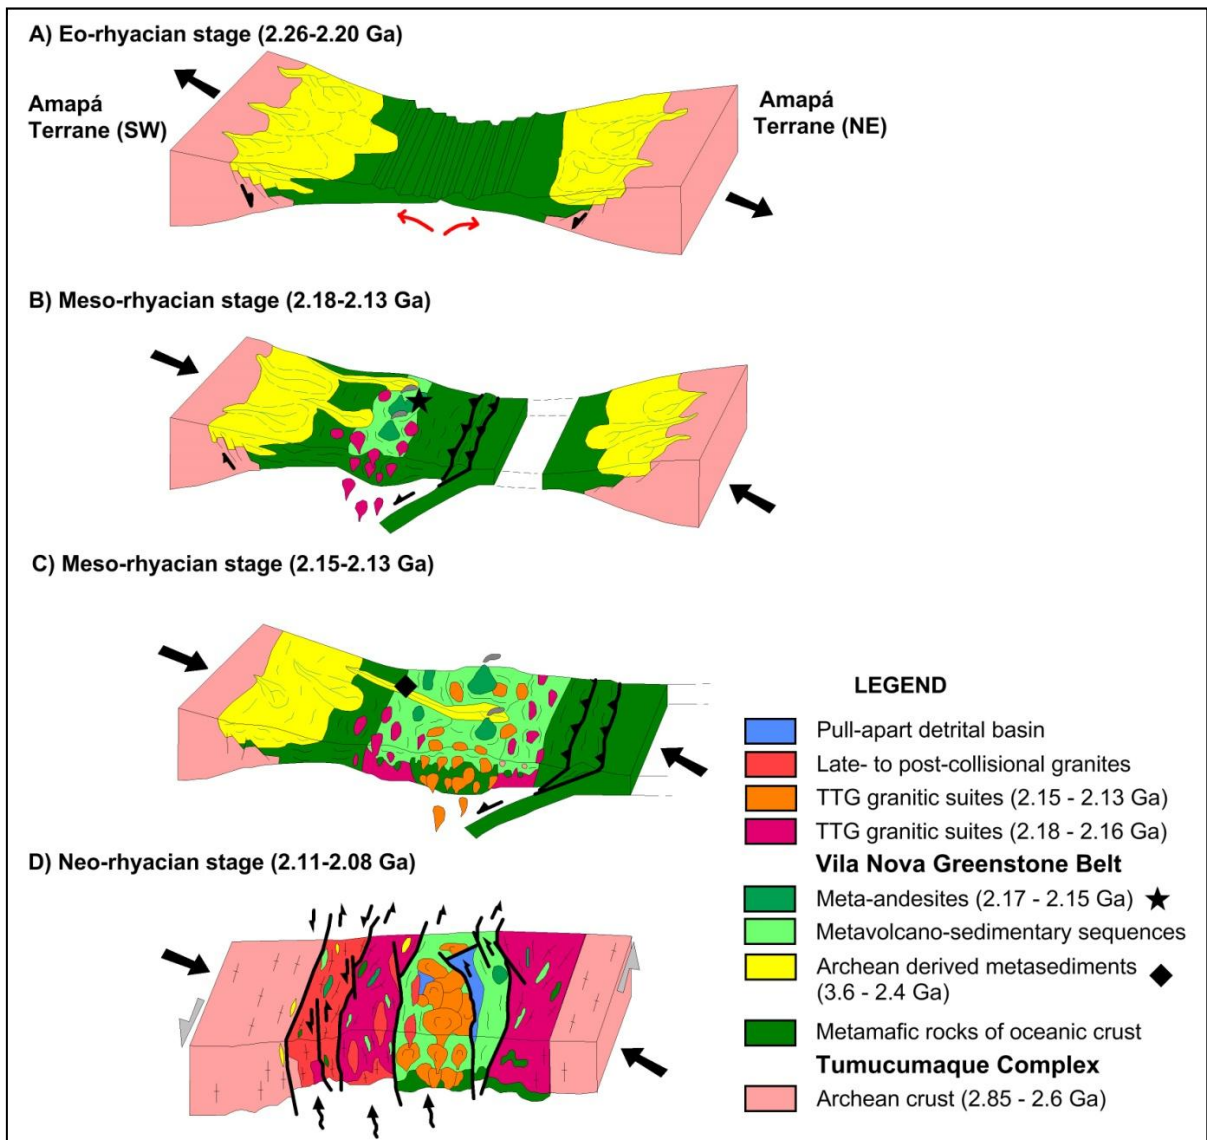 A) Eo-rhyacian stage (2.26-2.20 Ga)
Amapá
Terrane (SW)
Amapá
Terrane (NE)
B) Meso-rhyacian stage (2.18-2.13 Ga)
C) Meso-rhyacian stage (2.15-2.13 Ga)
D) Neo-rhyacian stage (2.11-2.08 Ga)
LEGEND
Pull-apart detrital basin
Late- to post-collisional granites
TTG granitic suites (2.15 - 2.13 Ga)
TTG granitic suites (2.18 - 2.16 Ga)
Vila Nova Greenstone Belt
Meta-andesites (2.17 - 2.15 Ga)
Metavolcano-sedimentary sequences
Archean derived metasediments
(3.6 - 2.4 Ga)
Metamafic rocks of oceanic crust
Tumucumaque Complex
Archean crust (2.85 - 2.6 Ga)